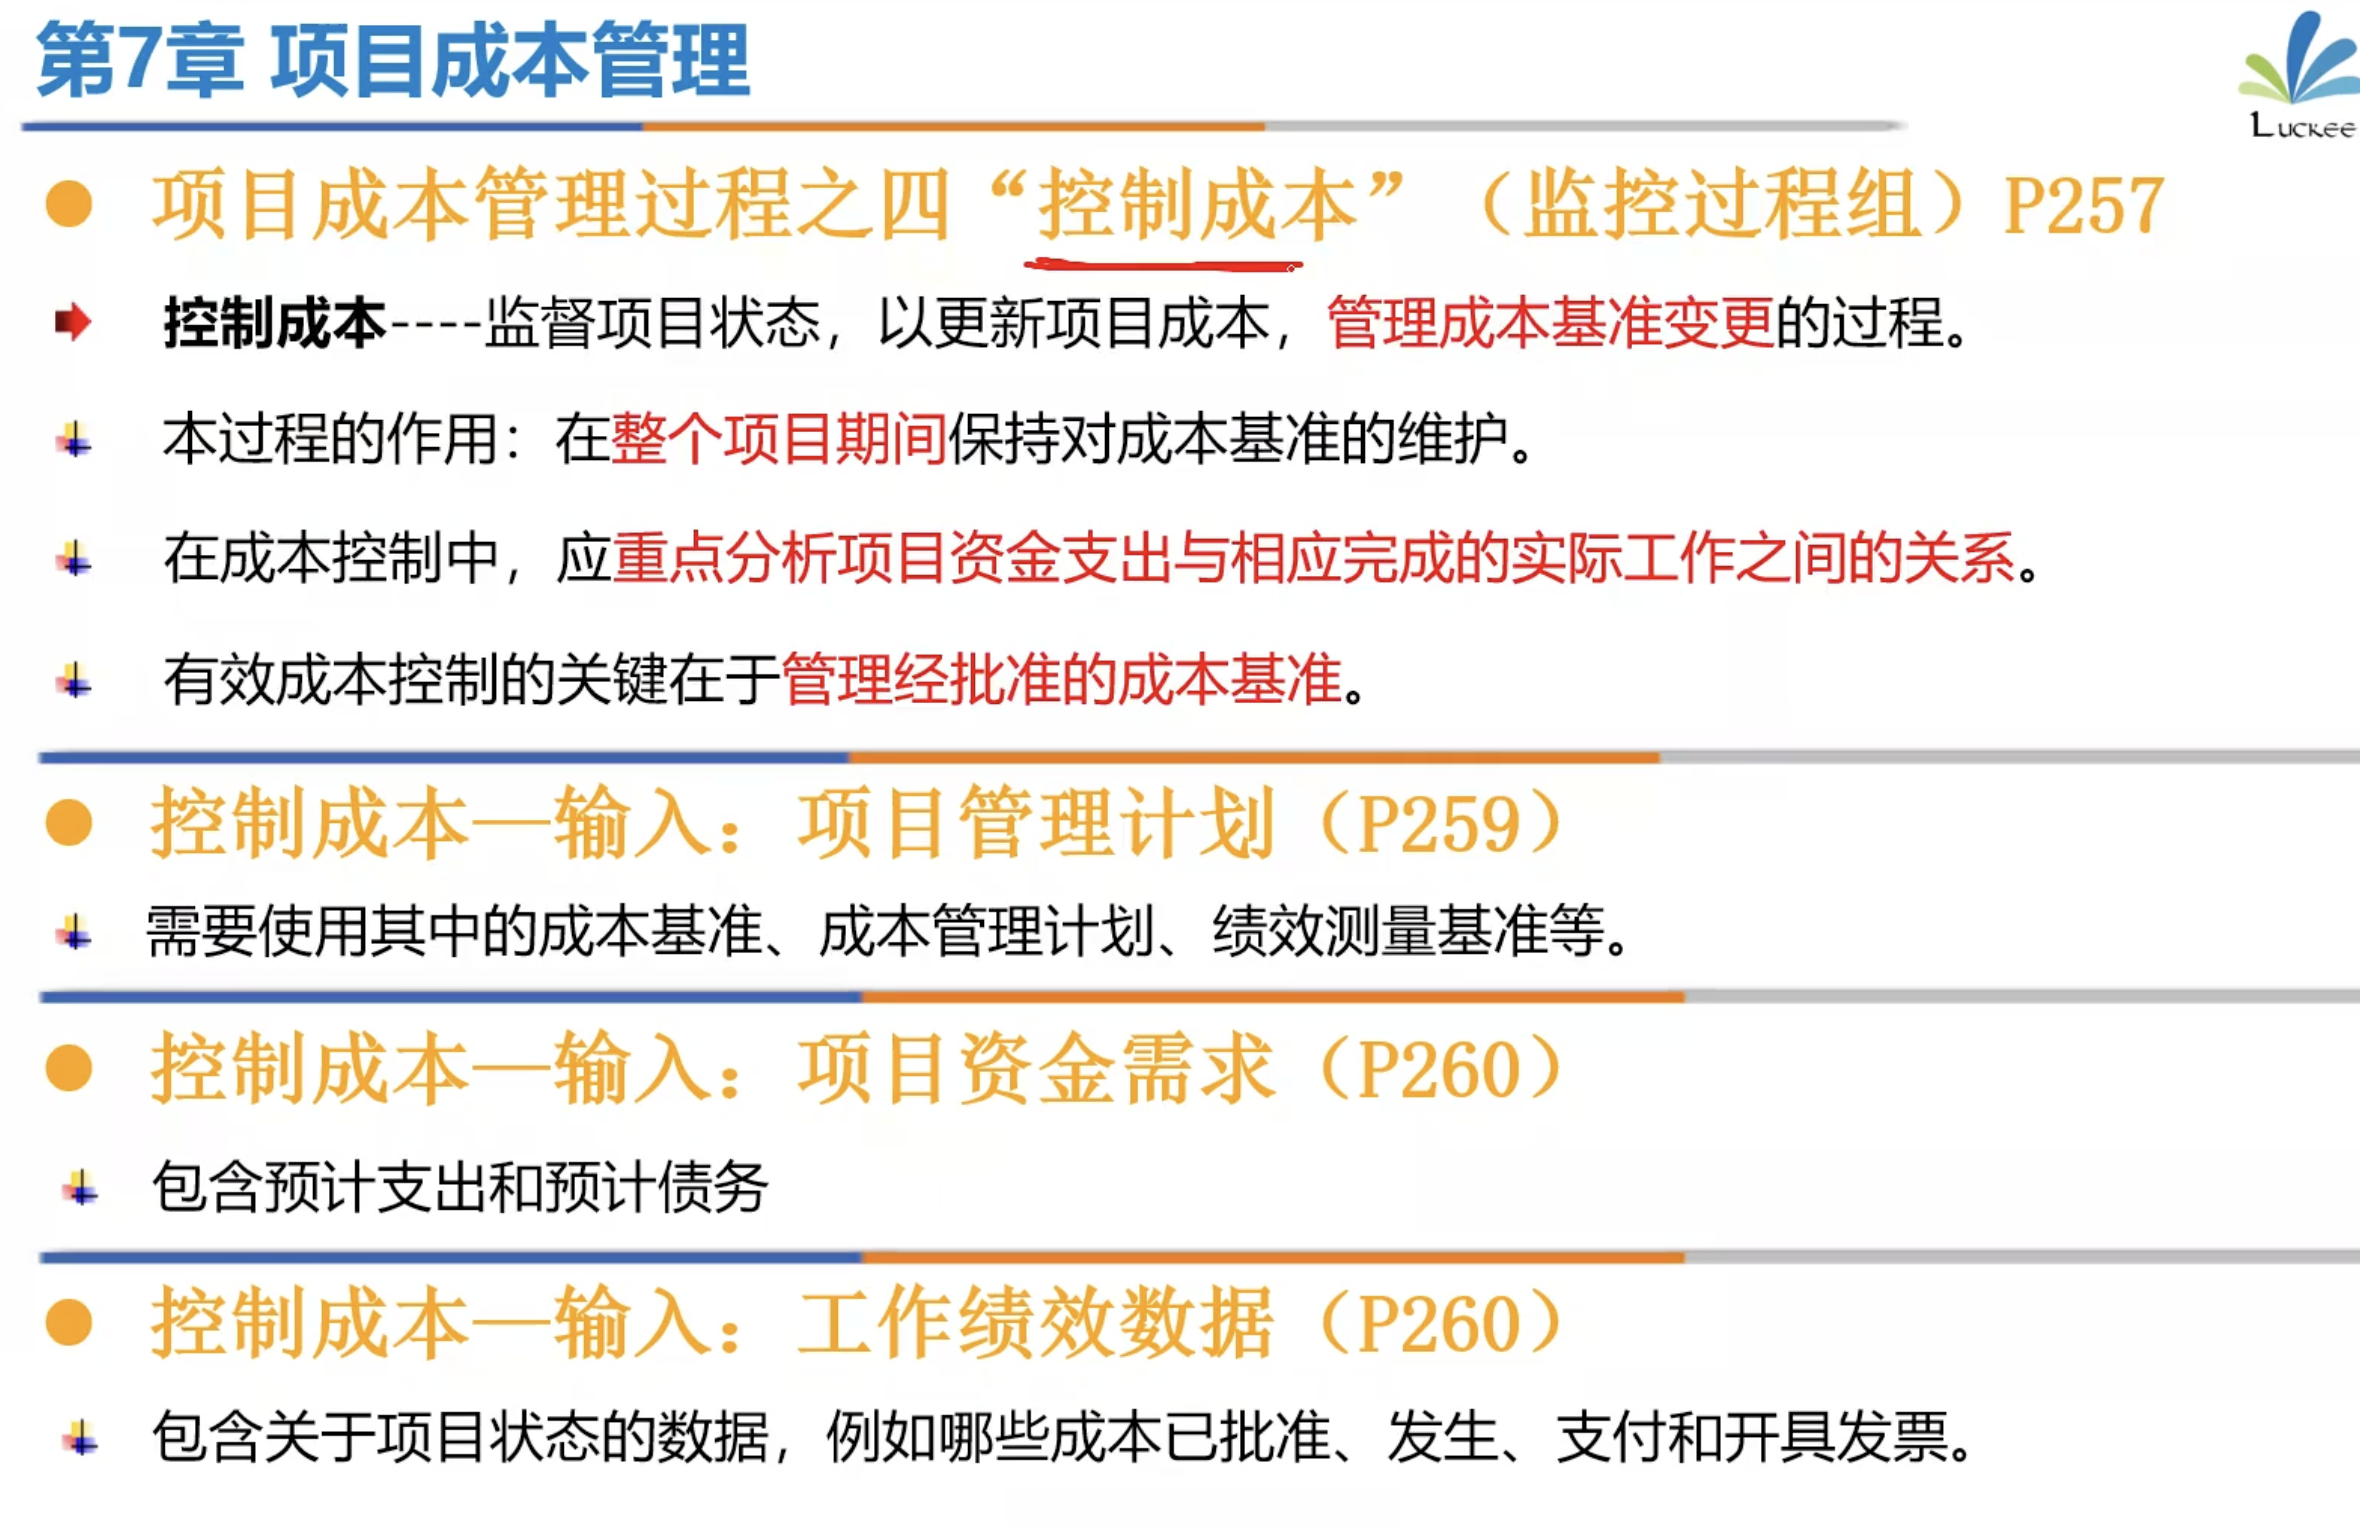 第7章 项目成本管理
Luckee
项目成本管理过程之四“控制成本”（监控过程组）P257
控制成本----监督项目状态，以更新项目成本，管理成本基准变更的过程。
本过程的作用：在整个项目期间保持对成本基准的维护。
在成本控制中，应重点分析项目资金支出与相应完成的实际工作之间的关系。
有效成本控制的关键在于管理经批准的成本基准。
控制成本—输入：项目管理计划（P259）
需要使用其中的成本基准、成本管理计划、绩效测量基准等。
控制成本—输入：项目资金需求（P260）
包含预计支出和预计债务
控制成本—输入：工作绩效数据（P260）
包含关于项目状态的数据，例如哪些成本已批准、发生、支付和开具发票。